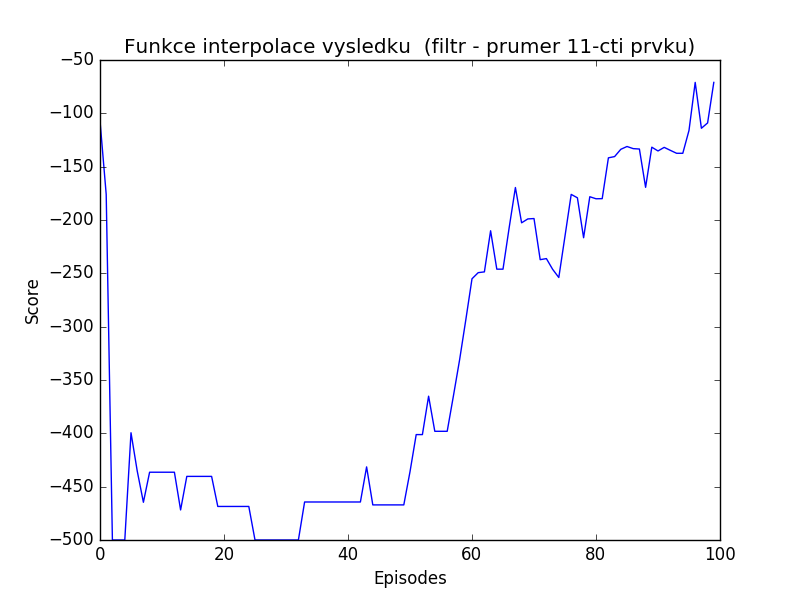 Funkce interpolace vysledku  (filtr - prumer 11-cti prvku)
−50
−100
−150
−200
−250
−300
−350
−400
−450
−500
Score
0 20 40 60 80 100
Episodes